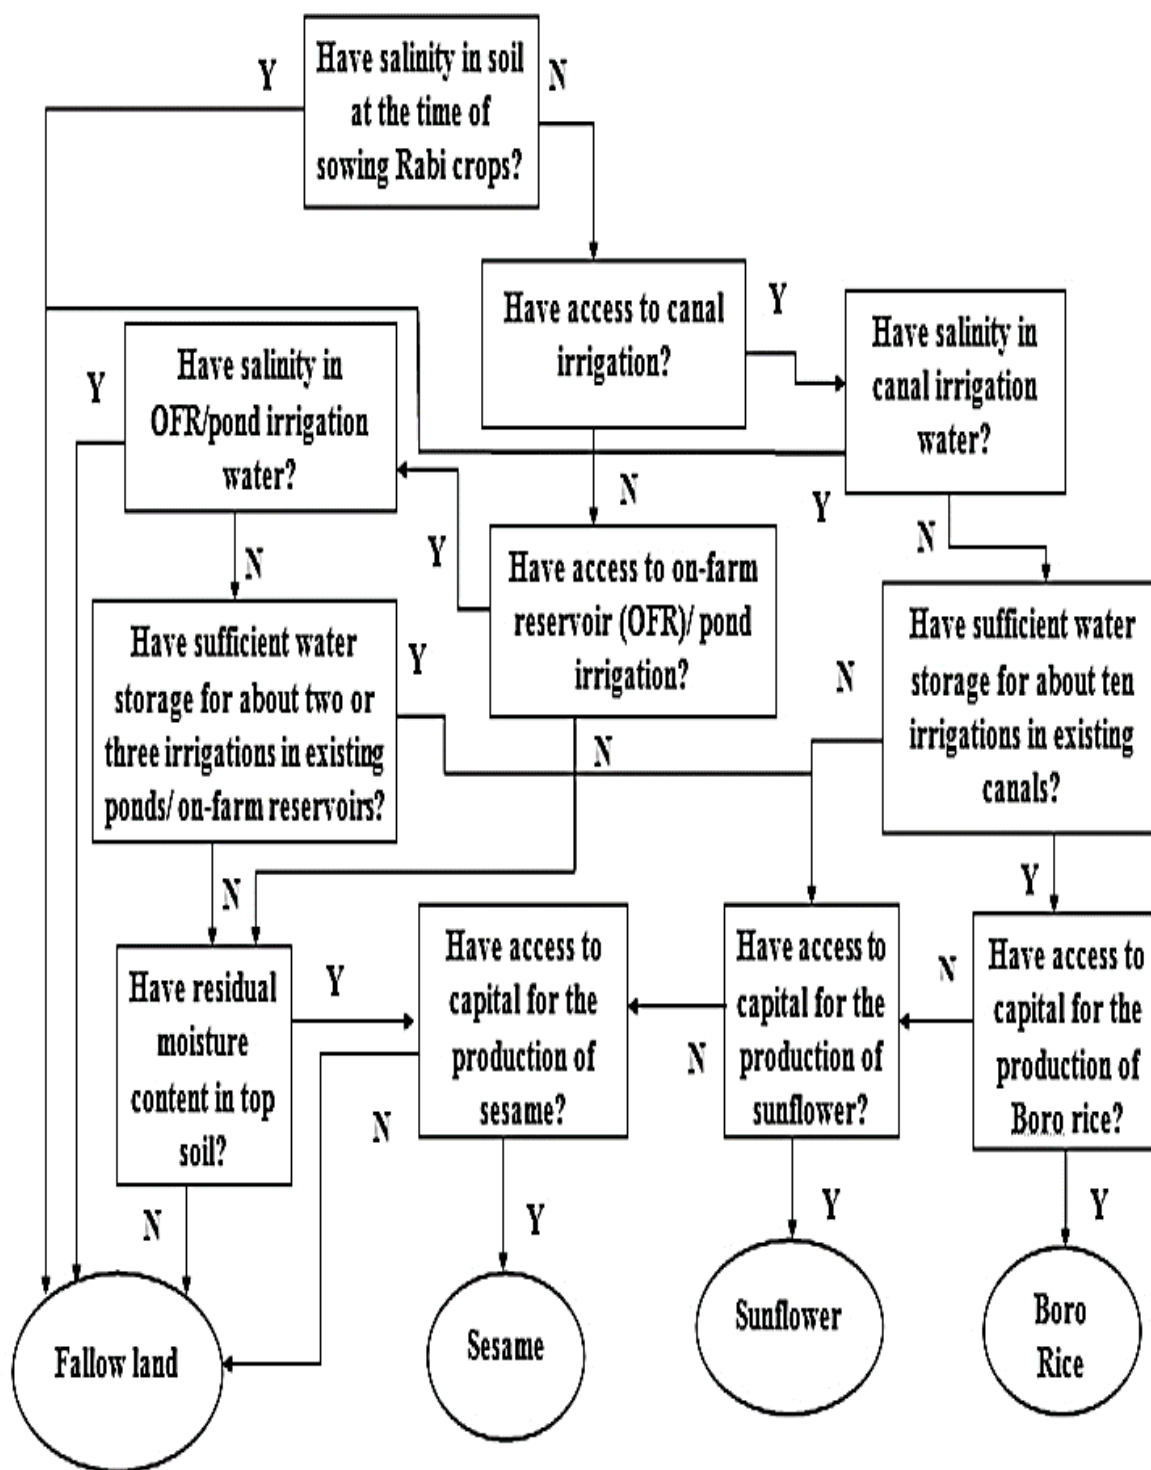 Y
Have salinity in soil
at the time of
sowing Rabi crops?
N
Have access to canal
irrigation?
Y
Have salinity in
canal irrigation
water?
Y
Have salinity in
OFR/pond irrigation
water?
N
Y
N
Y
N
Have access to on-farm
reservoir (OFR)/ pond
irrigation?
Have sufficient water
storage for about two or
three irrigations in existing
ponds/ on-farm reservoirs?
Y
N
Have sufficient water
storage for about ten
irrigations in existing
canals?
N
N
Y
Have residual
moisture
content in top
soil?
Y
Have access to
capital for the
production of
sesame?
N
Have access to
capital for the
production of
sunflower?
N
Have access to
capital for the
production of
Boro rice?
N
N
Y
Y
Y
Fallow land
Sesame
Sunflower
Boro
Rice